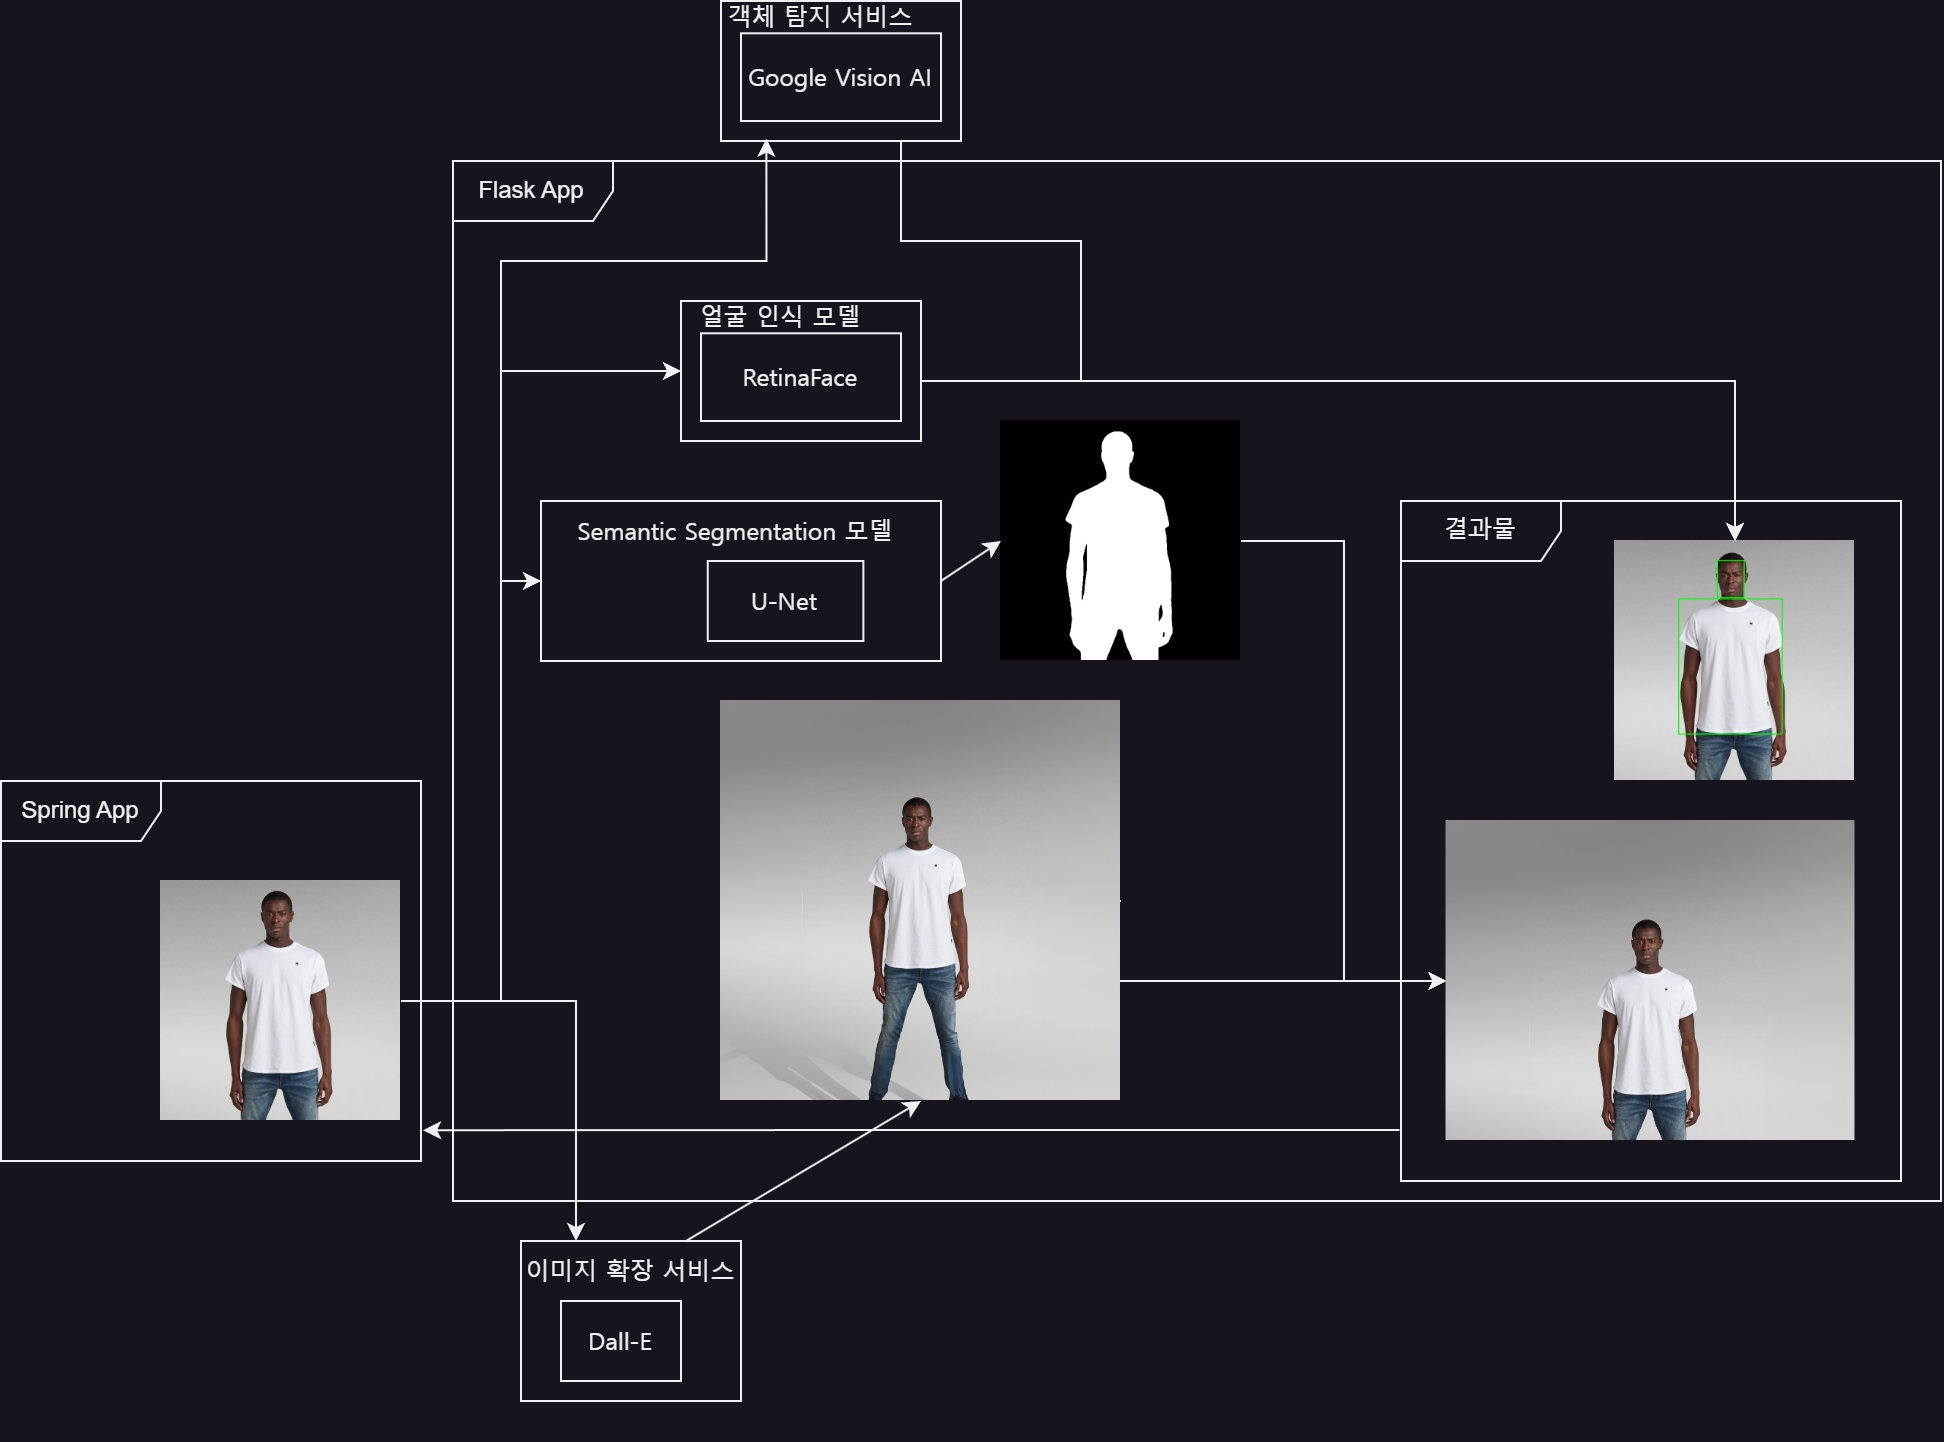 객체 탐지 서비스
Google Vision AI
Flask App
얼굴 인식 모델
RetinaFace
Semantic Segmentation 모델
U-Net
결과물
Spring App
이미지 확장 서비스
Dall-E